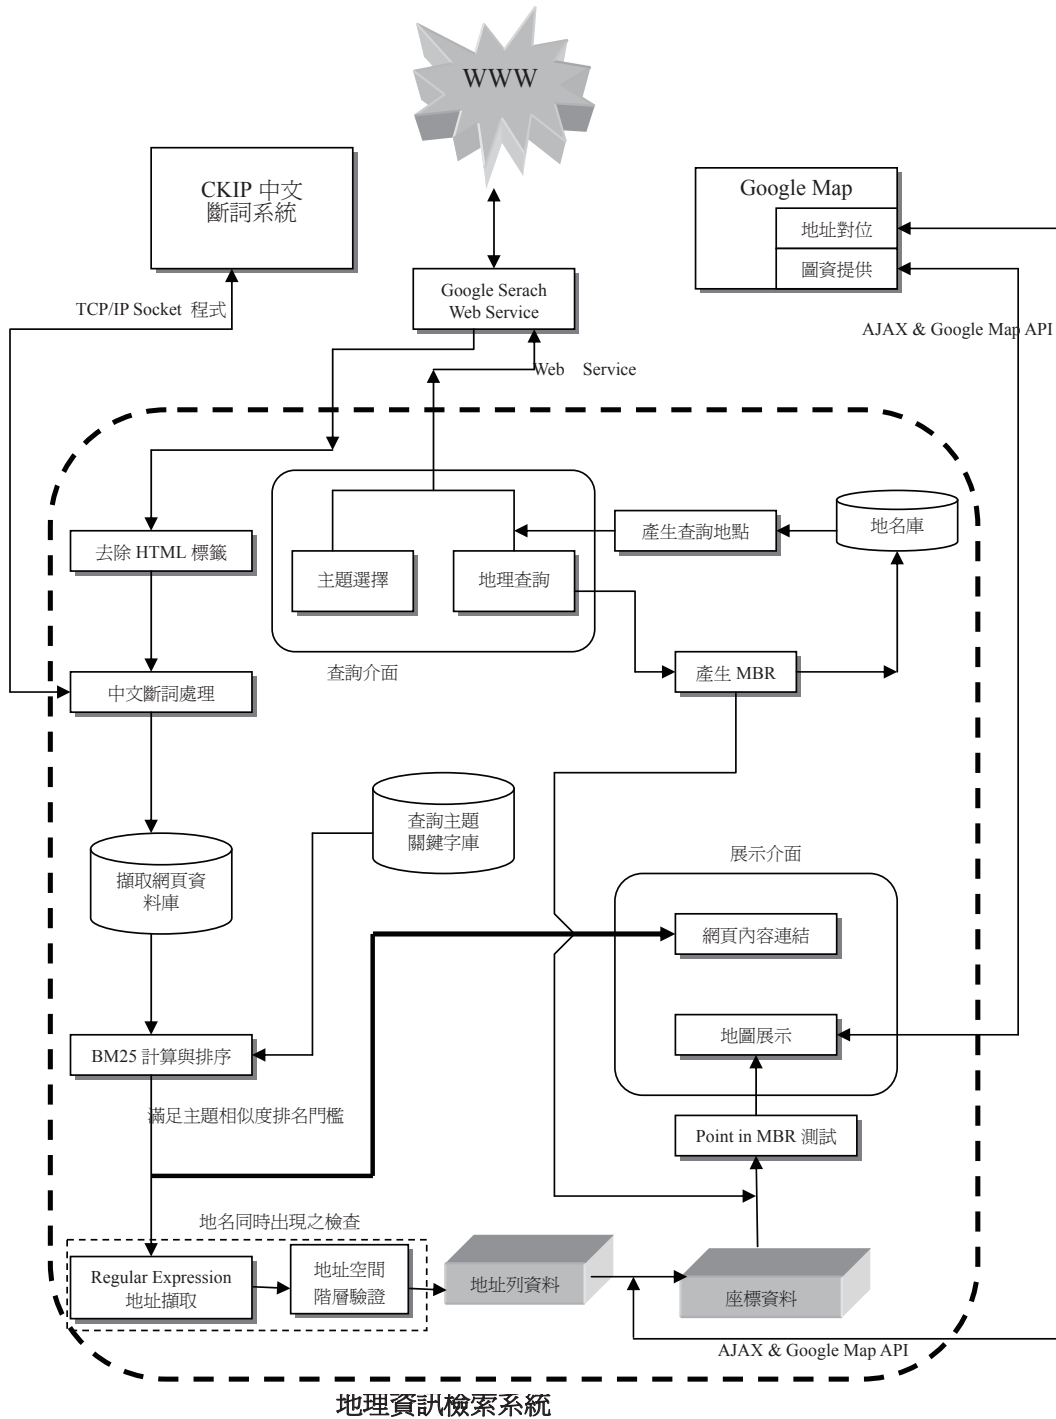 WWW
CKIP 中文
斷詞系統
Google Map
地址對位
圖資提供
Google Serach
Web Service
TCP/IP Socket 程式
AJAX & Google Map API
Web Service
去除 HTML 標籤
主題選擇
地理查詢
產生查詢地點
地名庫
查詢介面
產生 MBR
中文斷詞處理
查詢主題
關鍵字庫
擷取網頁資
料庫
展示介面
網頁內容連結
BM25 計算與排序
地圖展示
滿足主題相似度排名門檻
Point in MBR 測試
地名同時出現之檢查
Regular Expression
地址擷取
地址空間
階層驗證
地址列資料
座標資料
AJAX & Google Map API
地理資訊檢索系統